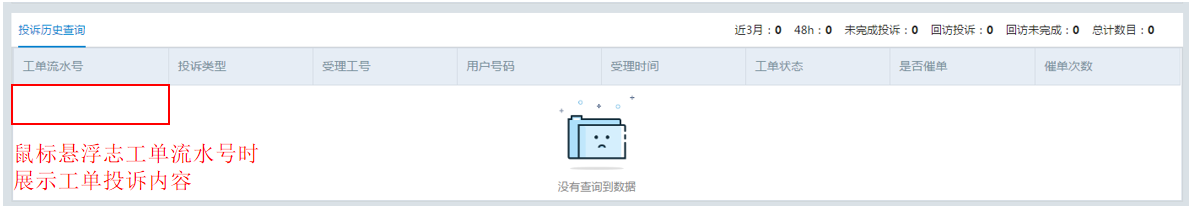 投诉历史查询 近3月：0 48h：0 未完成投诉：0 回访投诉：0 回访未完成：0 总计数目：0
工单流水号 投诉类型 受理工号 用户号码 受理时间 工单状态 是否催单 催单次数
鼠标悬浮志工单流水号时
展示工单投诉内容
没有查询到数据